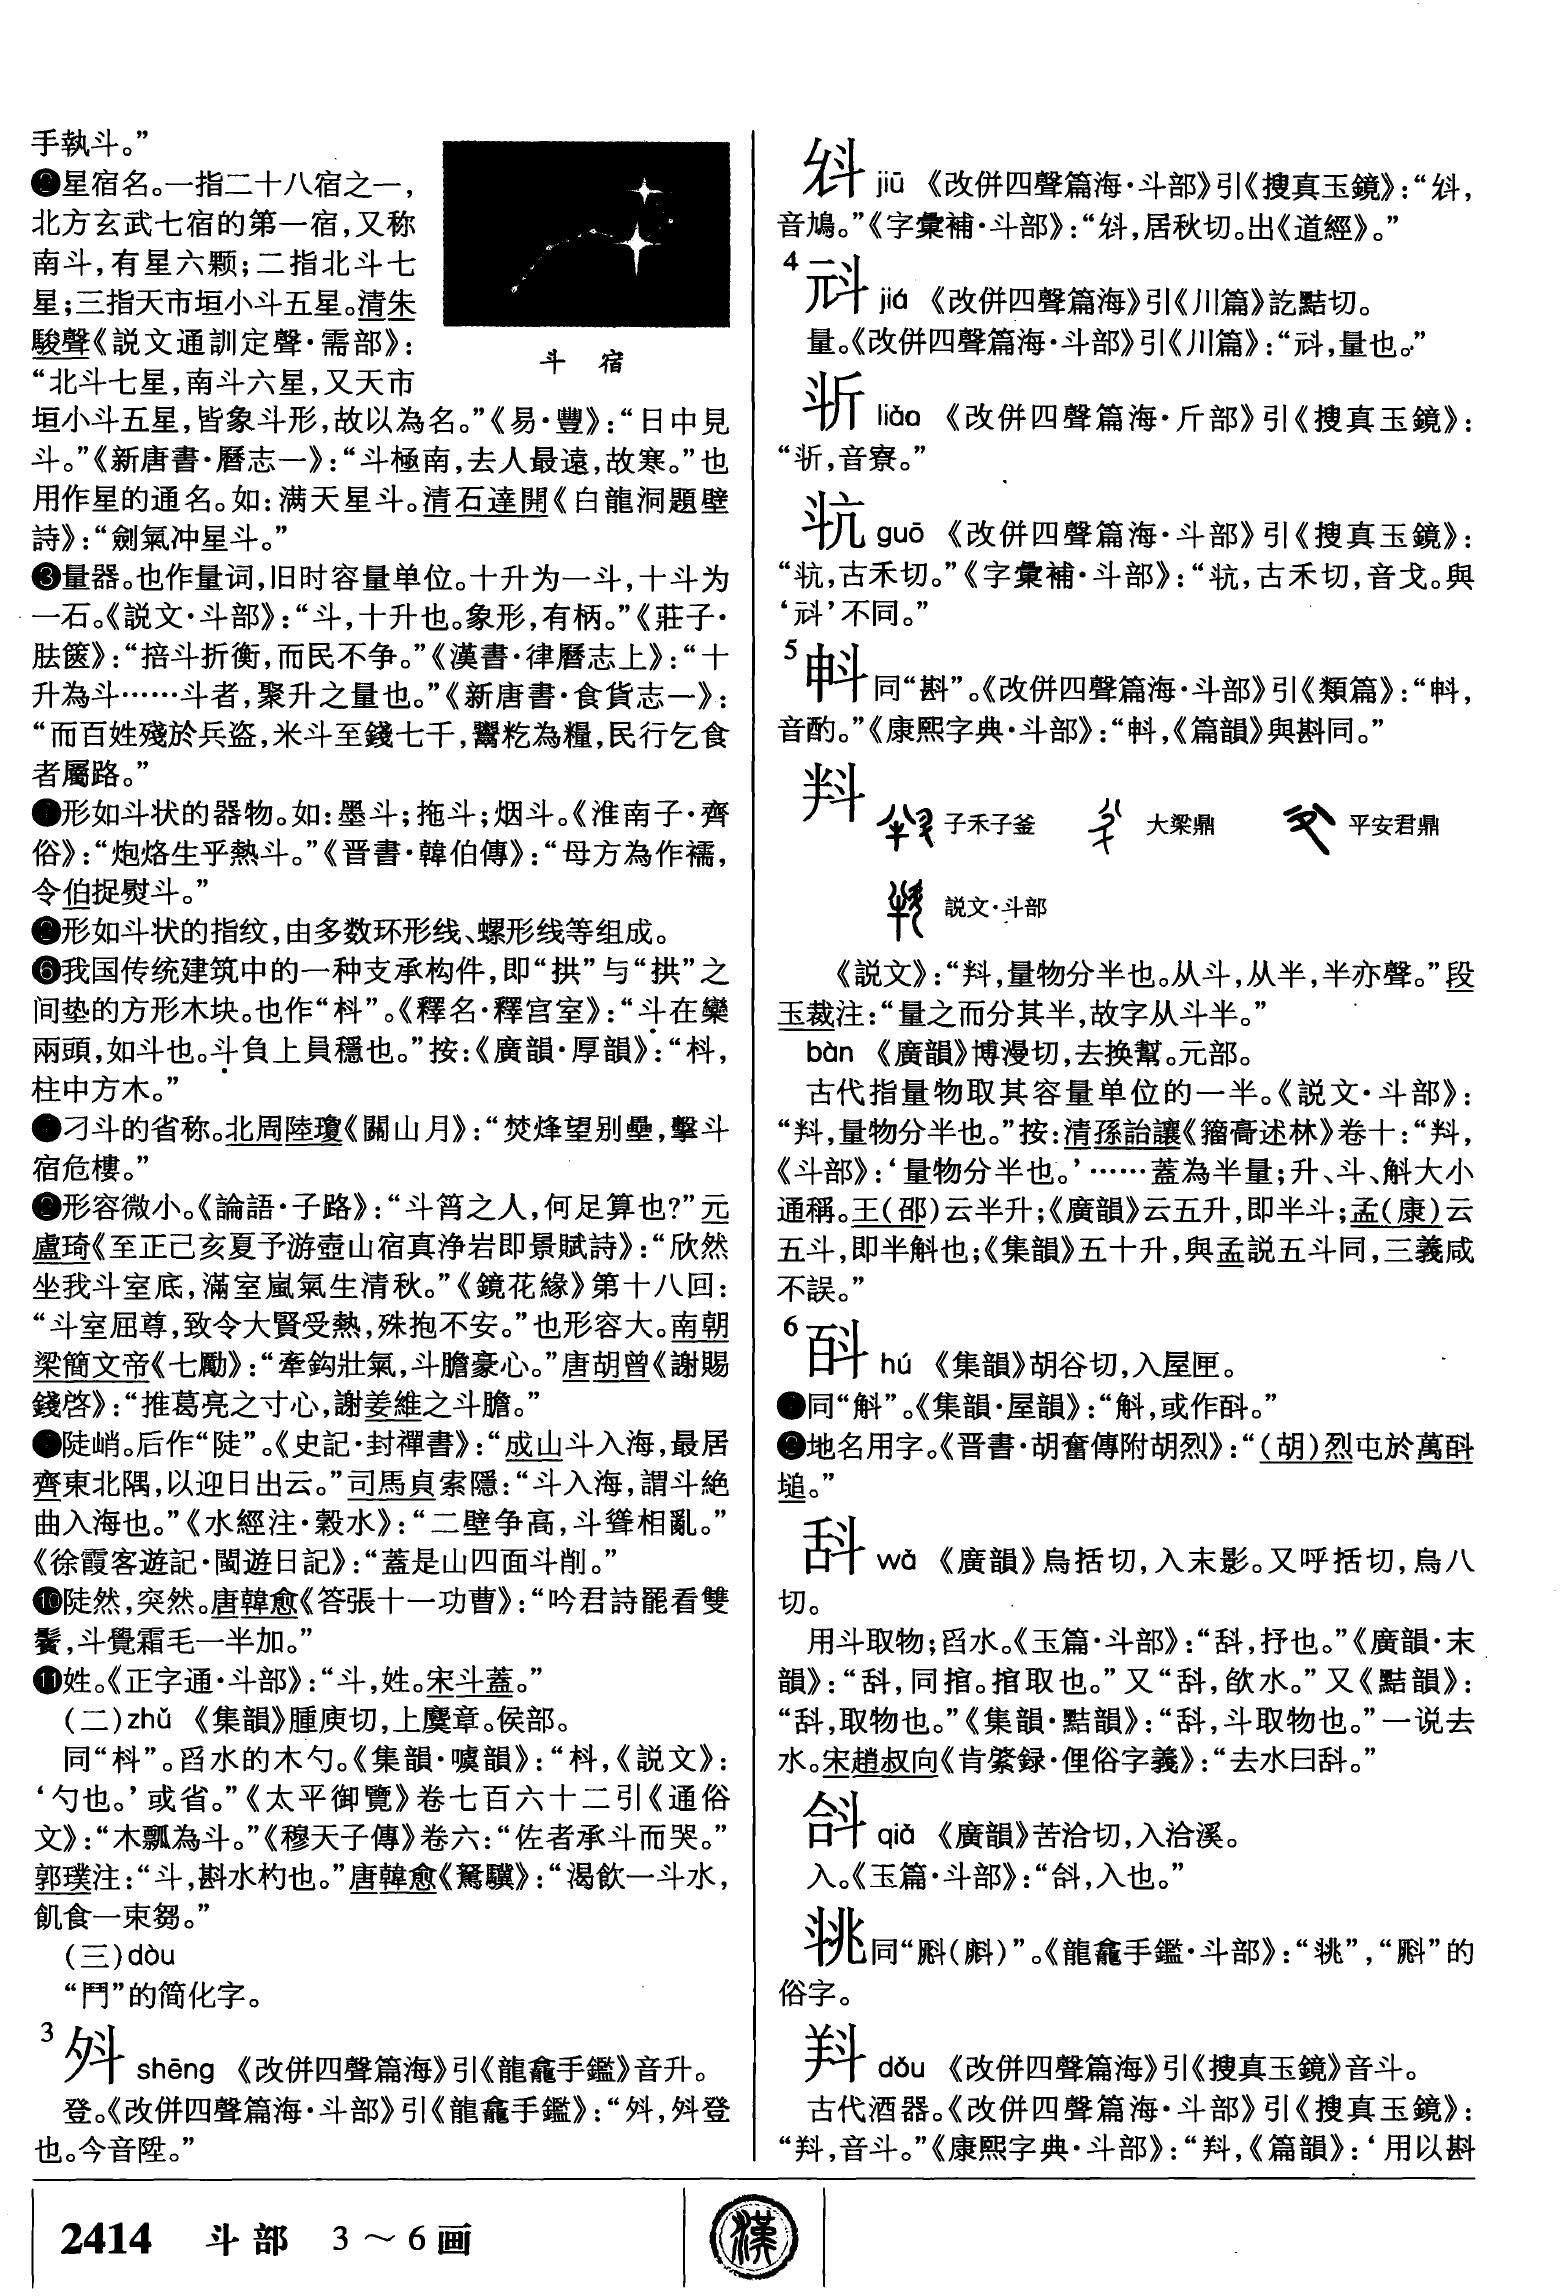 手執斗。”
❷星宿名。一指二十八宿之一，
北方玄武七宿的第一宿，又称
南斗，有星六颗；二指北斗七
星；三指天市垣小斗五星。清朱
駿聲《説文通訓定聲·需部》：
“北斗七星，南斗六星，又天市
斗 宿
垣小斗五星，皆象斗形，故以為名。”《易·豐》：“日中見
斗。”《新唐書·曆志一》：“斗極南，去人最遠，故寒。”也
用作星的通名。如：满天星斗。清石達開《白龍洞題壁
詩》：“劍氣冲星斗。”
❸量器。也作量词，旧时容量单位。十升为一斗，十斗为
一石。《説文·斗部》：“斗，十升也。象形，有柄。”《莊子·
胠篋》：“掊斗折衡，而民不争。”《漢書·律曆志上》：“十
升為斗……斗者，聚升之量也。”《新唐書·食貨志一》：
“而百姓殘於兵盗，米斗至錢七千，鬻籺為糧，民行乞食
者屬路。”
形如斗状的器物。如：墨斗；拖斗；烟斗。《淮南子·齊
俗》：“炮烙生乎熱斗。”《晋書·韓伯傳》：“母方為作襦，
令伯捉熨斗。”
形如斗状的指纹，由多数环形线、螺形线等组成。
❻我国传统建筑中的一种支承构件，即“拱”与“拱”之
间垫的方形木块。也作“枓”。《釋名·釋宫室》：“斗在欒
兩頭，如斗也。斗負上員穩也。”按：《廣韻·厚韻》：“枓，
柱中方木。”
刁斗的省称。北周陸瓊《關山月》：“焚烽望别壘，擊斗
宿危樓。”
形容微小。《論語·子路》：“斗筲之人，何足算也？”元
盧琦《至正己亥夏予游壺山宿真净岩即景賦詩》：“欣然
坐我斗室底，滿室嵐氣生清秋。”《鏡花緣》第十八回：
“斗室屈尊，致令大賢受熱，殊抱不安。”也形容大。南朝
梁簡文帝《七勵》：“牽鈎壯氣，斗膽豪心。”唐胡曾《謝賜
錢啓》：“推葛亮之寸心，謝姜維之斗膽。”
陡峭。后作“陡”。《史記·封禪書》：“成山斗入海，最居
齊東北隅，以迎日出云。”司馬貞索隱：“斗入海，謂斗絶
曲入海也。”《水經注·穀水》：“二壁争高，斗聳相亂。”
《徐霞客遊記·閩遊日記》：“蓋是山四面斗削。”
❿陡然，突然。唐韓愈《答張十一功曹》：“吟君詩罷看雙
鬢，斗覺霜毛一半加。”
⓫姓。《正字通·斗部》：“斗，姓。宋斗蓋。”
（二）zhǔ 《集韻》腫庾切，上麌章。侯部。
同“枓”。舀水的木勺。《集韻·噳韻》：“枓，《説文》：
‘勺也。’或省。”《太平御覽》卷七百六十二引《通俗
文》：“木瓢為斗。”《穆天子傳》卷六：“佐者承斗而哭。”
郭璞注：“斗，斟水杓也。”唐韓愈《駑驥》：“渴飲一斗水，
飢食一束芻。”
（三）dòu
“鬥”的简化字。
3 shēng 《改併四聲篇海》引《龍龕手鑑》音升。
登。《改併四聲篇海·斗部》引《龍龕手鑑》：“，登
也。今音陞。”
jiū 《改併四聲篇海·斗部》引《搜真玉鏡》：“，
音鳩。”《字彙補·斗部》：“，居秋切。出《道經》。”
4 jiá 《改併四聲篇海》引《川篇》訖黠切。
量。《改併四聲篇海·斗部》引《川篇》：“，量也。”
liǎo 《改併四聲篇海·斤部》引《搜真玉鏡》：
“，音寮。”
guō 《改併四聲篇海·斗部》引《搜真玉鏡》：
“，古禾切。”《字彙補·斗部》：“，古禾切，音戈。與
‘’不同。”
5 同“斟”。《改併四聲篇海·斗部》引《類篇》：“，
音酌。”《康熙字典·斗部》：“，《篇韻》與斟同。”
料 子禾子釜 大梁鼎 平安君鼎
説文·斗部
《説文》：“，量物分半也。从斗，从半，半亦聲。”段
玉裁注：“量之而分其半，故字从斗半。”
bàn 《廣韻》博漫切，去换幫。元部。
古代指量物取其容量单位的一半。《説文·斗部》：
“，量物分半也。”按：清孫詒讓《籀高述林》卷十：“，
《斗部》：‘量物分半也。’……蓋為半量；升、斗、斛大小
通稱。王（邵）云半升；《廣韻》云五升，即半斗；孟（康）云
五斗，即半斛也；《集韻》五十升，與孟説五斗同，三義咸
不誤。”
6 hú 《集韻》胡谷切，入屋匣。
同“斛”。《集韻·屋韻》：“斛，或作。”
地名用字。《晋書·胡奮傳附胡烈》：“（胡）烈屯於萬
塠。”
wǎ 《廣韻》烏括切，入末影。又呼括切，烏八
切。
用斗取物；舀水。《玉篇·斗部》：“，抒也。”《廣韻·末
韻》：“，同捾。捾取也。”又“，㰸水。”又《黠韻》：
“，取物也。”《集韻·黠韻》：“，斗取物也。”一说去
水。宋趙叔向《肯綮録·俚俗字義》：“去水曰。”
qiǎ 《廣韻》苦洽切，入洽溪。
入。《玉篇·斗部》：“，入也。”
同“㪶（斛）”。《龍龕手鑑·斗部》：“”，“”的
俗字。
dǒu 《改併四聲篇海》引《搜真玉鏡》音斗。
古代酒器。《改併四聲篇海·斗部》引《搜真玉鏡》：
“，音斗。”《康熙字典·斗部》：“，《篇韻》：‘用以斟
2414 斗部 3～6画
漢